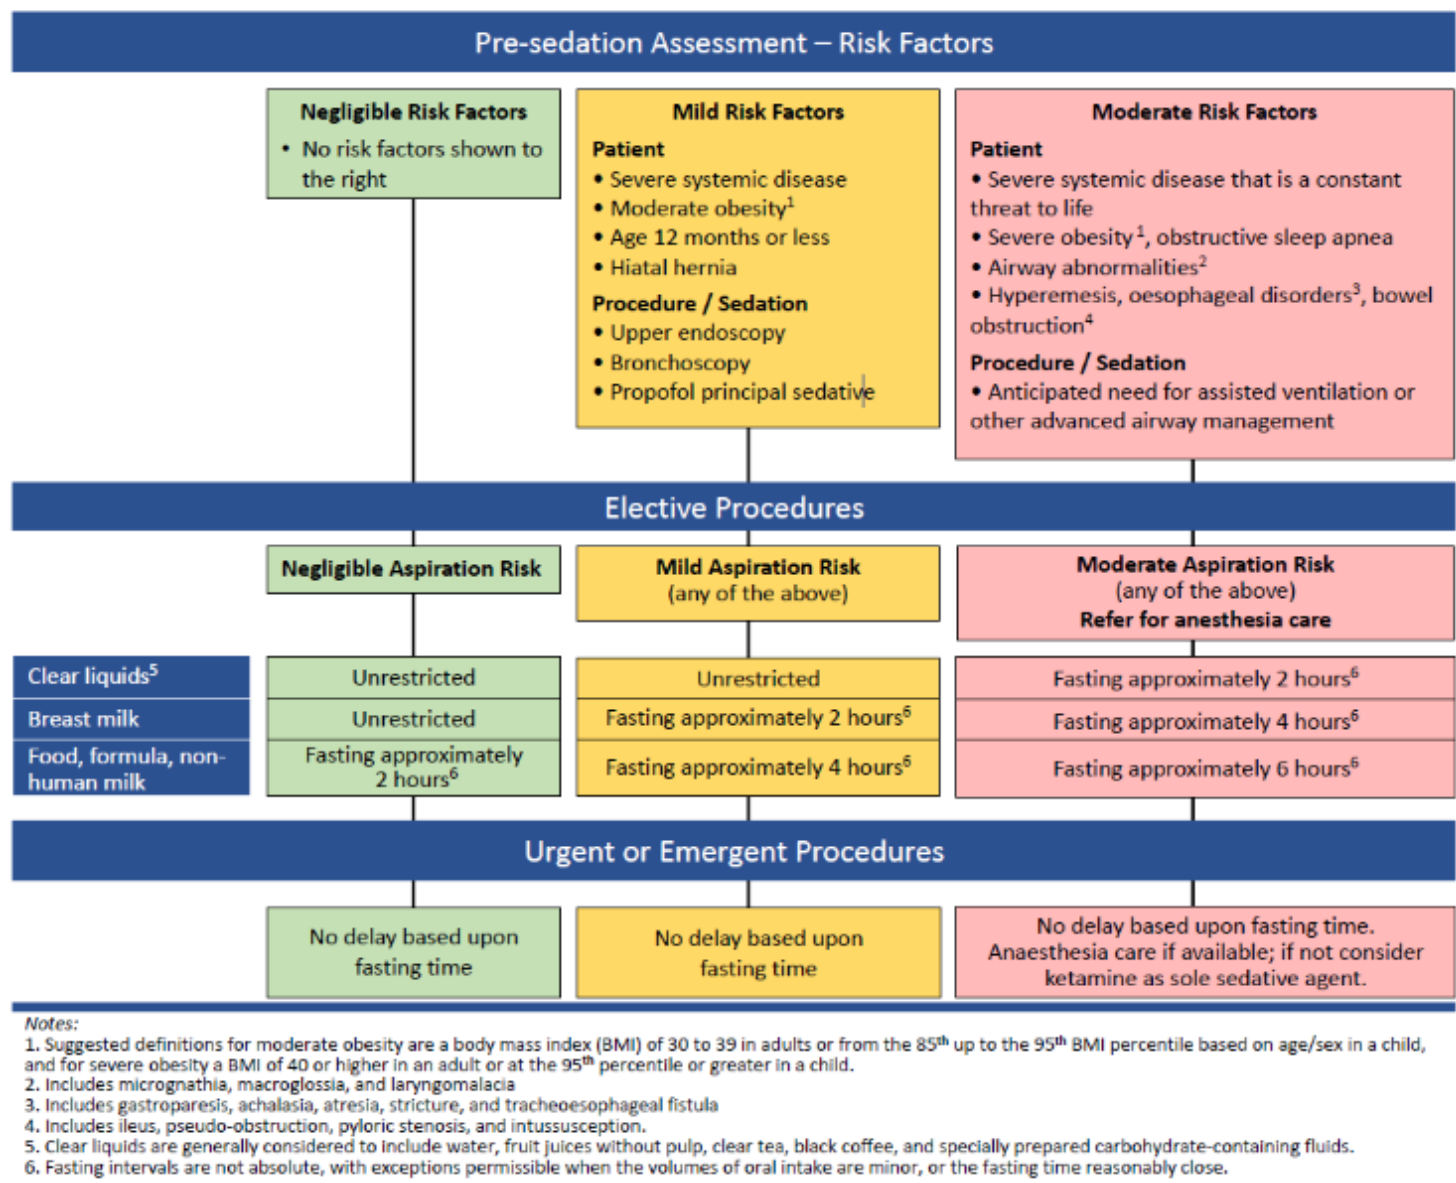 Pre-sedation Assessment – Risk Factors
Negligible Risk Factors
• No risk factors shown to
the right
Mild Risk Factors
Patient
• Severe systemic disease
• Moderate obesity¹
• Age 12 months or less
• Hiatal hernia
Procedure / Sedation
• Upper endoscopy
• Bronchoscopy
• Propofol principal sedative
Moderate Risk Factors
Patient
• Severe systemic disease that is a constant
threat to life
• Severe obesity¹, obstructive sleep apnea
• Airway abnormalities²
• Hyperemesis, oesophageal disorders³, bowel
obstruction⁴
Procedure / Sedation
• Anticipated need for assisted ventilation or
other advanced airway management
Elective Procedures
Negligible Aspiration Risk
Mild Aspiration Risk
(any of the above)
Moderate Aspiration Risk
(any of the above)
Refer for anesthesia care
Clear liquids⁵
Unrestricted
Unrestricted
Fasting approximately 2 hours⁶
Breast milk
Unrestricted
Fasting approximately 2 hours⁶
Fasting approximately 4 hours⁶
Food, formula, non-
human milk
Fasting approximately
2 hours⁶
Fasting approximately 4 hours⁶
Fasting approximately 6 hours⁶
Urgent or Emergent Procedures
No delay based upon
fasting time
No delay based upon
fasting time
No delay based upon fasting time.
Anaesthesia care if available; if not consider
ketamine as sole sedative agent.
Notes:
1. Suggested definitions for moderate obesity are a body mass index (BMI) of 30 to 39 in adults or from the 85th up to the 95th BMI percentile based on age/sex in a child,
and for severe obesity a BMI of 40 or higher in an adult or at the 95th percentile or greater in a child.
2. Includes micrognathia, macroglossia, and laryngomalacia
3. Includes gastroparesis, achalasia, atresia, stricture, and tracheoesophageal fistula
4. Includes ileus, pseudo-obstruction, pyloric stenosis, and intussusception.
5. Clear liquids are generally considered to include water, fruit juices without pulp, clear tea, black coffee, and specially prepared carbohydrate-containing fluids.
6. Fasting intervals are not absolute, with exceptions permissible when the volumes of oral intake are minor, or the fasting time reasonably close.